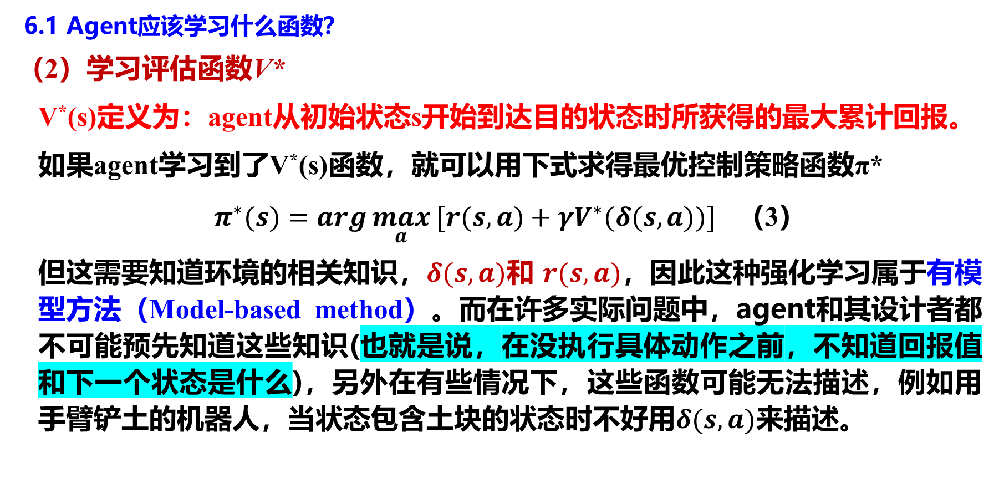 6.1 Agent应该学习什么函数?
（2）学习评估函数V*
V*(s)定义为：agent从初始状态s开始到达目的状态时所获得的最大累计回报。
如果agent学习到了V*(s)函数，就可以用下式求得最优控制策略函数π*
π*(s) = arg max [r(s, a) + γV*(δ(s, a))] （3）
a
但这需要知道环境的相关知识，δ(s, a)和 r(s, a)，因此这种强化学习属于有模
型方法（Model-based method）。而在许多实际问题中，agent和其设计者都
不可能预先知道这些知识(也就是说，在没执行具体动作之前，不知道回报值
和下一个状态是什么)，另外在有些情况下，这些函数可能无法描述，例如用
手臂铲土的机器人，当状态包含土块的状态时不好用δ(s, a)来描述。